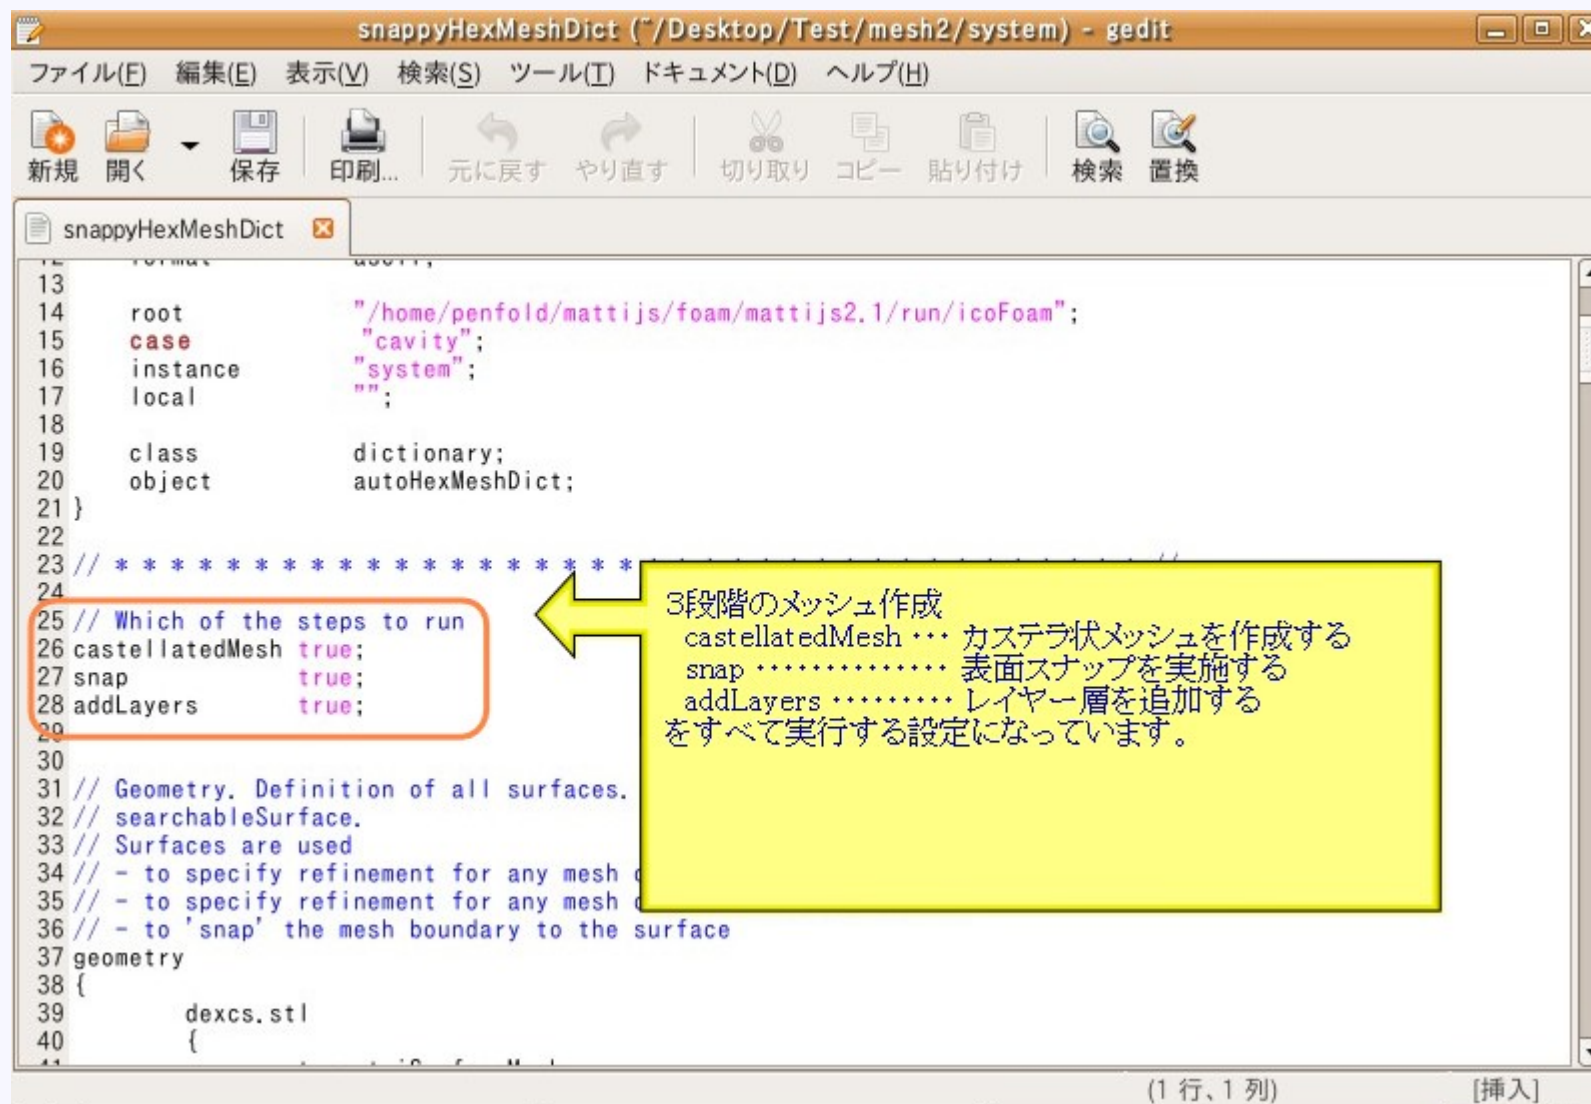 snappyHexMeshDict (~/Desktop/Test/mesh2/system) - gedit
ファイル(F) 編集(E) 表示(V) 検索(S) ツール(T) ドキュメント(D) ヘルプ(H)
新規 開く 保存 印刷... 元に戻す やり直す 切り取り コピー 貼り付け 検索 置換
snappyHexMeshDict
12 format ascii;
13
14 root "/home/penfold/mattijs/foam/mattijs2.1/run/icoFoam";
15 case "cavity";
16 instance "system";
17 local "";
18
19 class dictionary;
20 object autoHexMeshDict;
21 }
22
23 // * * * * * * * * * * * * * * * * * * * 
24
25 // Which of the steps to run
26 castellatedMesh true;
27 snap true;
28 addLayers true;
29
30
31 // Geometry. Definition of all surfaces.
32 // searchableSurface.
33 // Surfaces are used
34 // - to specify refinement for any mesh
35 // - to specify refinement for any mesh
36 // - to 'snap' the mesh boundary to the surface
37 geometry
38 {
39 dexcs.stl
40 {
3段階のメッシュ作成
castellatedMesh ・・・ カステラ状メッシュを作成する
snap ・・・・・・・・・・・・・・ 表面スナップを実施する
addLayers ・・・・・・・・・ レイヤー層を追加する
をすべて実行する設定になっています。
(1 行、1 列) [挿入]